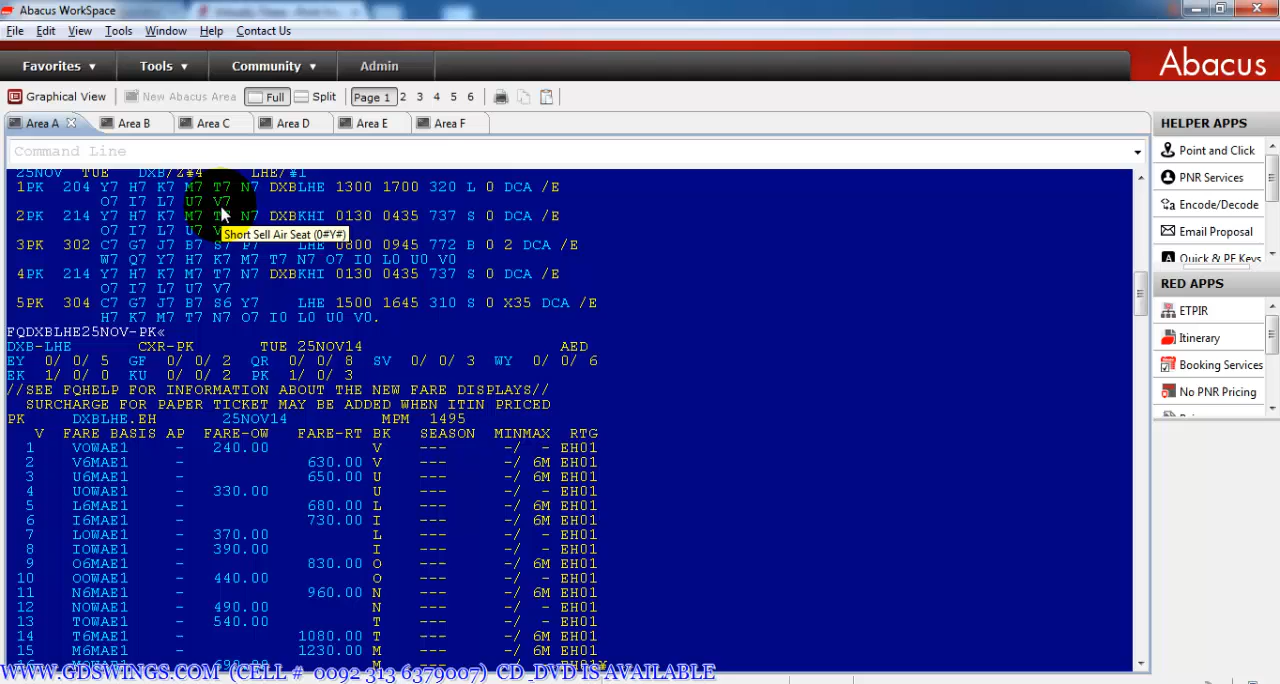 Abacus WorkSpace
File Edit View Tools Window Help Contact Us
Favorites Tools Community Admin Abacus
Graphical View New Abacus Area Full Split Page 1 2 3 4 5 6
Area A Area B Area C Area D Area E Area F
Command Line
25NOV TUE DXB/Z¥4 LHE/¥1
1PK 204 Y7 H7 K7 M7 T7 N7 DXBLHE 1300 1700 320 L 0 DCA /E
O7 I7 L7 U7 V7
2PK 214 Y7 H7 K7 M7 T7 N7 DXBKHI 0130 0435 737 S 0 DCA /E
O7 I7 L7 U7
Short Sell Air Seat (0#Y#)
3PK 302 C7 G7 J7 B7 S7 P7 LHE 0800 0945 772 B 0 2 DCA /E
W7 Q7 Y7 H7 K7 M7 T7 N7 O7 I0 L0 U0 V0
4PK 214 Y7 H7 K7 M7 T7 N7 DXBKHI 0130 0435 737 S 0 DCA /E
O7 I7 L7 U7 V7
5PK 304 C7 G7 J7 B7 S6 Y7 LHE 1500 1645 310 S 0 X35 DCA /E
H7 K7 M7 T7 N7 O7 I0 L0 U0 V0.
FQDXBLHE25NOV-PK«
DXB-LHE CXR-PK TUE 25NOV14 AED
EY 0/ 0/ 5 GF 0/ 0/ 2 QR 0/ 0/ 8 SV 0/ 0/ 3 WY 0/ 0/ 6
EK 1/ 0/ 0 KU 0/ 0/ 2 PK 1/ 0/ 3
//SEE FQHELP FOR INFORMATION ABOUT THE NEW FARE DISPLAYS//
SURCHARGE FOR PAPER TICKET MAY BE ADDED WHEN ITIN PRICED
PK DXBLHE.EH 25NOV14 MPM 1495
V FARE BASIS AP FARE-OW FARE-RT BK SEASON MINMAX RTG
1 VOWAE1 - 240.00 V --- -/ - EH01
2 V6MAE1 - 630.00 V --- -/ 6M EH01
3 U6MAE1 - 650.00 U --- -/ 6M EH01
4 UOWAE1 - 330.00 U --- -/ - EH01
5 L6MAE1 - 680.00 L --- -/ 6M EH01
6 I6MAE1 - 730.00 I --- -/ 6M EH01
7 LOWAE1 - 370.00 L --- -/ - EH01
8 IOWAE1 - 390.00 I --- -/ - EH01
9 O6MAE1 - 830.00 O --- -/ 6M EH01
10 OOWAE1 - 440.00 O --- -/ - EH01
11 N6MAE1 - 960.00 N --- -/ 6M EH01
12 NOWAE1 - 490.00 N --- -/ - EH01
13 TOWAE1 - 540.00 T --- -/ - EH01
14 T6MAE1 - 1080.00 T --- -/ 6M EH01
15 M6MAE1 - 1230.00 M --- -/ 6M EH01
WWW.GDSWINGS.COM (CELL # 0092 313 6379007) CD_DVD IS AVAILABLE
HELPER APPS
Point and Click
PNR Services
Encode/Decode
Email Proposal
Quick & PF Keys
RED APPS
ETPIR
Itinerary
Booking Services
No PNR Pricing